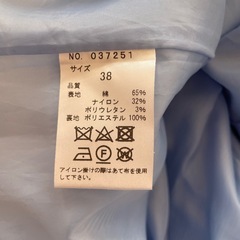 NO. 037251
サイズ
38
品質
表地 綿 65%
ナイロン 32%
ポリウレタン 3%
裏地 ポリエステル 100%
アイロン掛けの際はあて布を使用
して下さい。